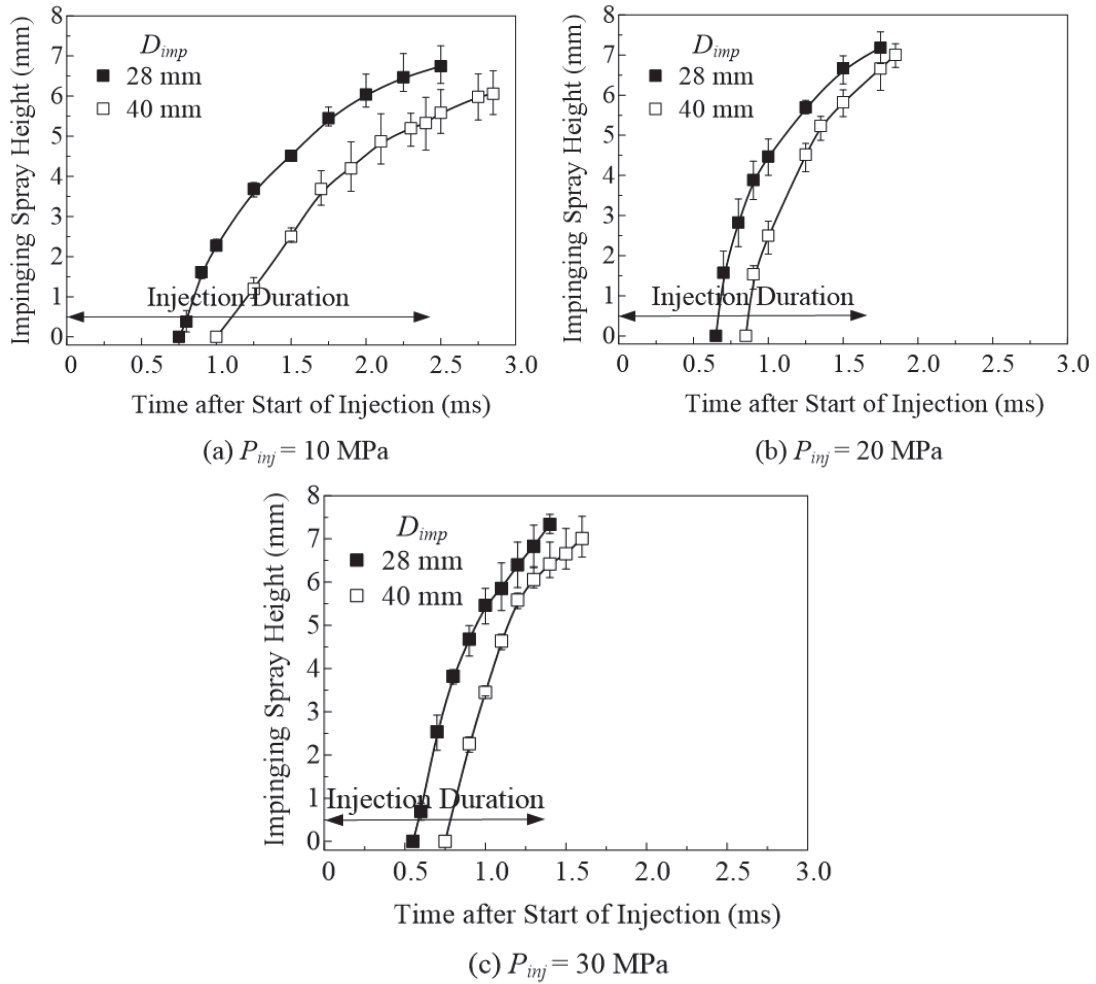 Impinging Spray Height (mm)
8
7
6
5
4
3
2
1
0
D_imp
28 mm
40 mm
Injection Duration
0.0 0.5 1.0 1.5 2.0 2.5 3.0
Time after Start of Injection (ms)
(a) P_inj = 10 MPa
Impinging Spray Height (mm)
8
7
6
5
4
3
2
1
0
D_imp
28 mm
40 mm
Injection Duration
0.0 0.5 1.0 1.5 2.0 2.5 3.0
Time after Start of Injection (ms)
(b) P_inj = 20 MPa
Impinging Spray Height (mm)
8
7
6
5
4
3
2
1
0
D_imp
28 mm
40 mm
Injection Duration
0.0 0.5 1.0 1.5 2.0 2.5 3.0
Time after Start of Injection (ms)
(c) P_inj = 30 MPa